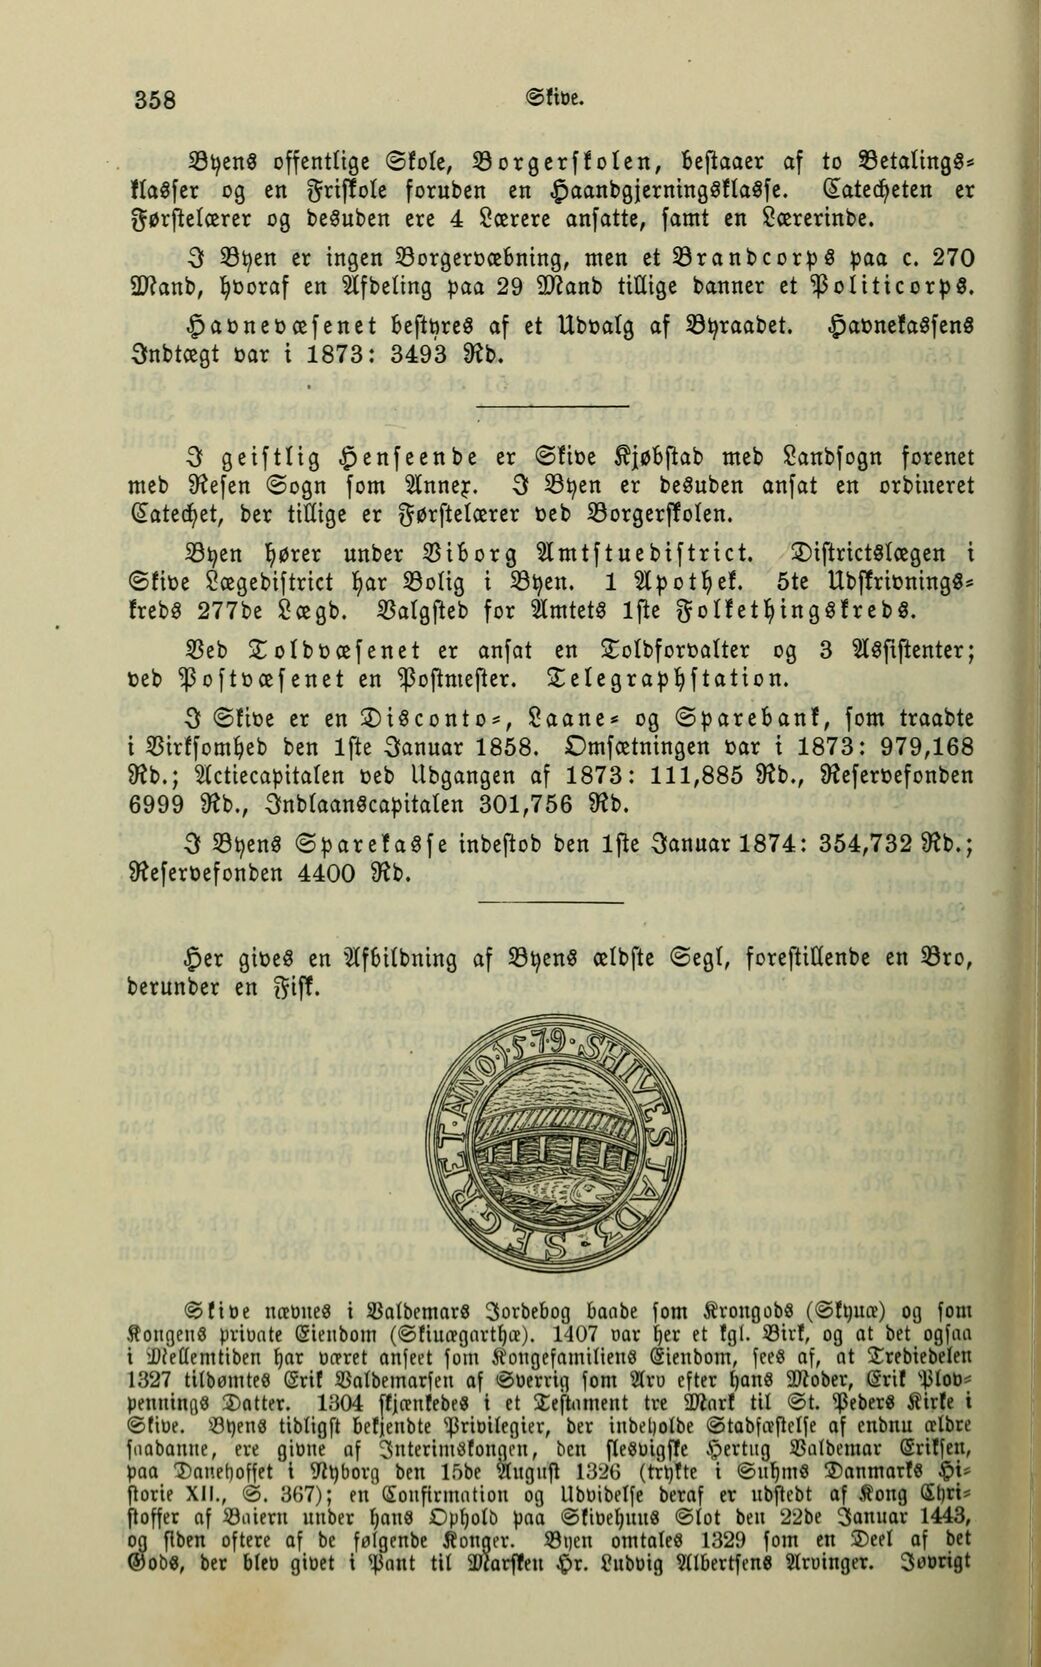 358
Skive.
Byens offentlige Skole, Borgerskolen, bestaaer af to Betalings-
klasser og en Friskole foruden en Haandgjerningsklasse. Catecheten er
Førstelærer og desuden ere 4 Lærere ansatte, samt en Lærerinde.
I Byen er ingen Borgervæbning, men et Brandcorps paa c. 270
Mand, hvoraf en Afdeling paa 29 Mand tillige danner et Politicorps.
Havnevæsenet bestyres af et Udvalg af Byraadet. Havnekassens
Indtægt var i 1873: 3493 Rd.
I geistlig Henseende er Skive Kjøbstad med Landsogn forenet
med Resen Sogn som Annex. I Byen er desuden ansat en ordineret
Catechet, der tillige er Førstelærer ved Borgerskolen.
Byen hører under Viborg Amtstuedistrict. Districtslægen i
Skive Lægedistrict har Bolig i Byen. 1 Apothek. 5te Udskrivnings-
kreds 277de Lægd. Valgsted for Amtets 1ste Folkethingskreds.
Ved Toldvæsenet er ansat en Toldforvalter og 3 Assistenter;
ved Postvæsenet en Postmester. Telegraphstation.
I Skive er en Disconto-, Laane- og Sparebank, som traadte
i Virksomhed den 1ste Januar 1858. Omsætningen var i 1873: 979,168
Rd.; Actiecapitalen ved Udgangen af 1873: 111,885 Rd., Reservefonden
6999 Rd., Indlaanscapitalen 301,756 Rd.
I Byens Sparekasse indestod den 1ste Januar 1874: 354,732 Rd.;
Reservefonden 4400 Rd.
Her gives en Afbildning af Byens ældste Segl, forestillende en Bro,
derunder en Fisk.
SEGRET·ANNO·1·5·7·9·SHIVE STADZ
Skive nævnes i Valdemars Jordebog baade som Krongods (Skyuæ) og som
Kongens private Eiendom (Skiuægarthæ). 1407 var her et kgl. Birk, og at det ogsaa
i Mellemtiden har været anseet som Kongefamiliens Eiendom, sees af, at Trediedelen
1327 tildømtes Erik Valdemarsen af Sverrig som Arv efter hans Moder, Erik Plov-
pennings Datter. 1304 skjænkedes i et Testament tre Mark til St. Peders Kirke i
Skive. Byens tidligst bekjendte Privilegier, der indeholde Stadfæstelse af endnu ældre
saadanne, ere givne af Interimskongen, den slesvigske Hertug Valdemar Eriksen,
paa Danehoffet i Nyborg den 15de August 1326 (trykte i Suhms Danmarks Hi-
storie XII., S. 367); en Confirmation og Udvidelse deraf er udstedt af Kong Chri-
stoffer af Baiern under hans Ophold paa Skivehuus Slot den 22de Januar 1443,
og siden oftere af de følgende Konger. Byen omtales 1329 som en Deel af det
Gods, der blev givet i Pant til Marsken Hr. Ludvig Albertsens Arvinger. Iøvrigt